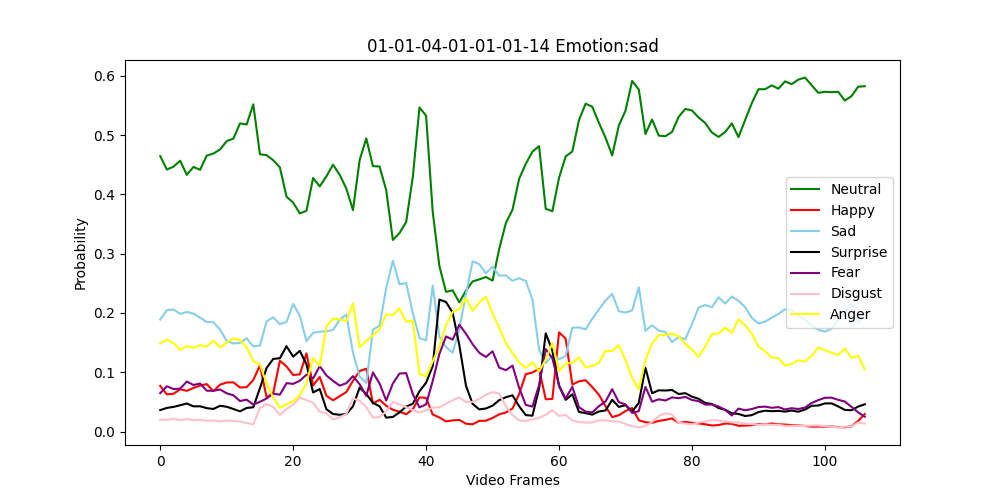 01-01-04-01-01-01-14 Emotion:sad
Probability
0.6
0.5
0.4
0.3
0.2
0.1
0.0
Neutral
Happy
Sad
Surprise
Fear
Disgust
Anger
0 20 40 60 80 100
Video Frames